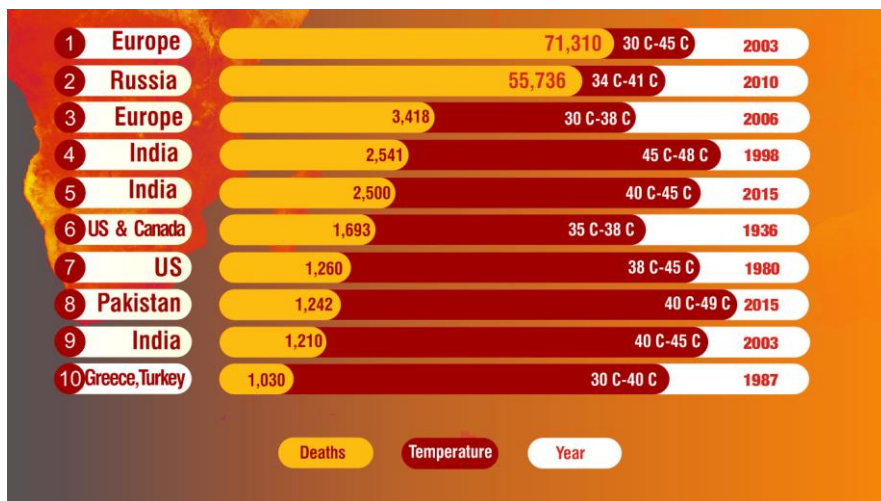 1 Europe 71,310 30 C-45 C 2003
2 Russia 55,736 34 C-41 C 2010
3 Europe 3,418 30 C-38 C 2006
4 India 2,541 45 C-48 C 1998
5 India 2,500 40 C-45 C 2015
6 US & Canada 1,693 35 C-38 C 1936
7 US 1,260 38 C-45 C 1980
8 Pakistan 1,242 40 C-49 C 2015
9 India 1,210 40 C-45 C 2003
10 Greece,Turkey 1,030 30 C-40 C 1987
Deaths Temperature Year